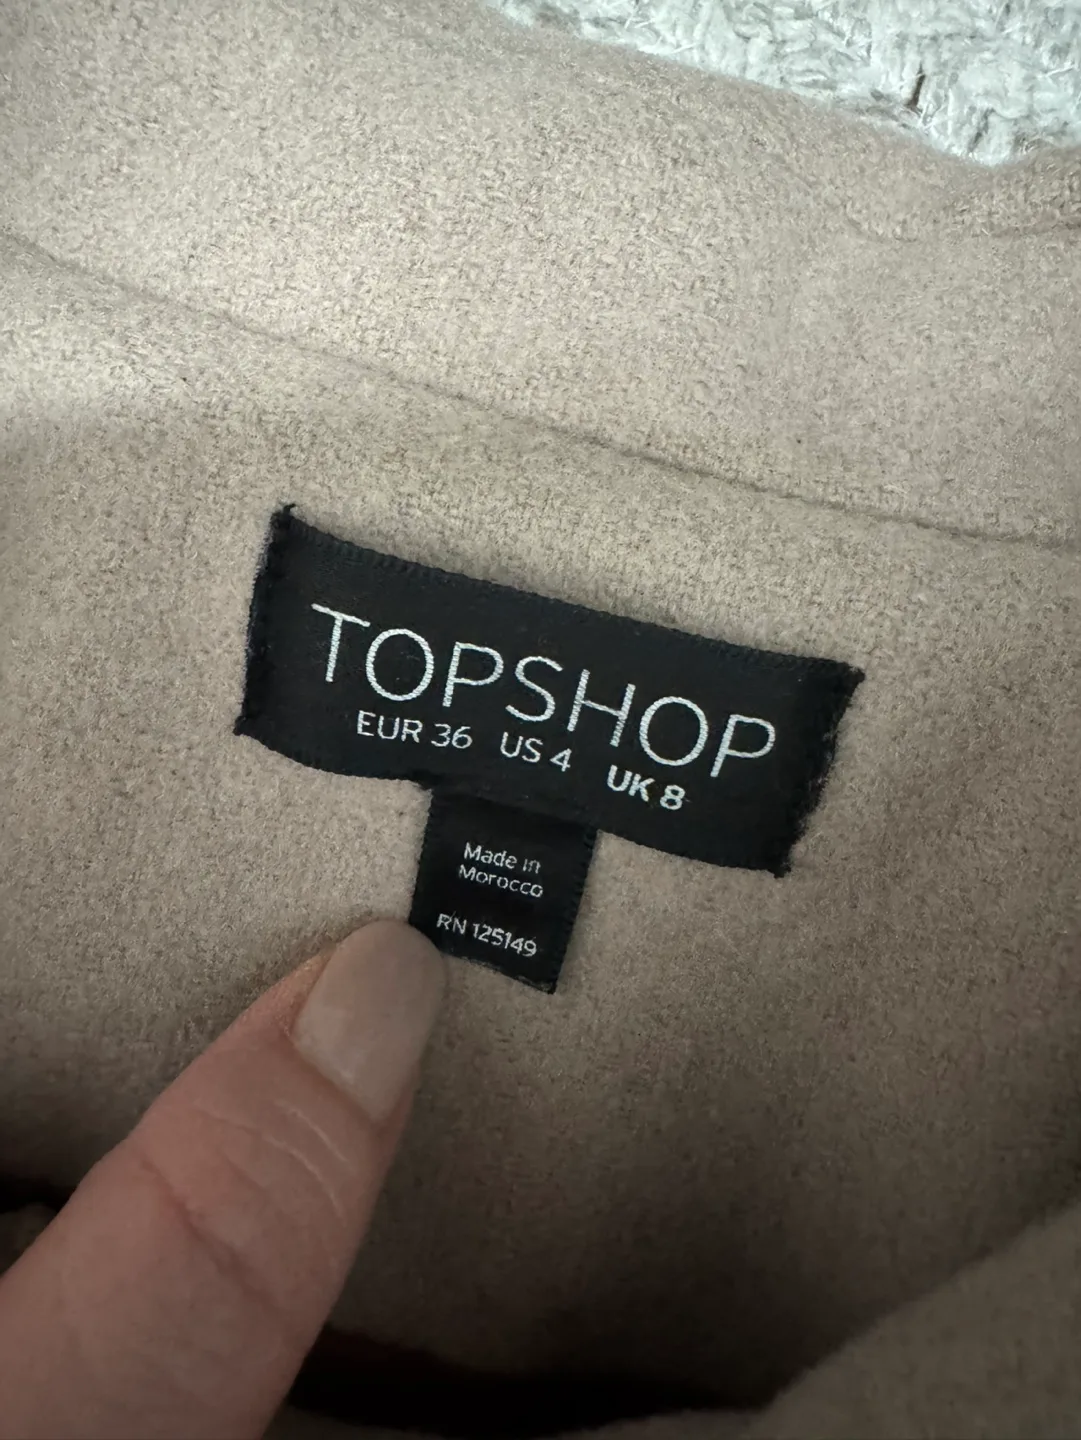 TOPSHOP
EUR 36 US 4 UK 8
Made in
Morocco
RN 125149